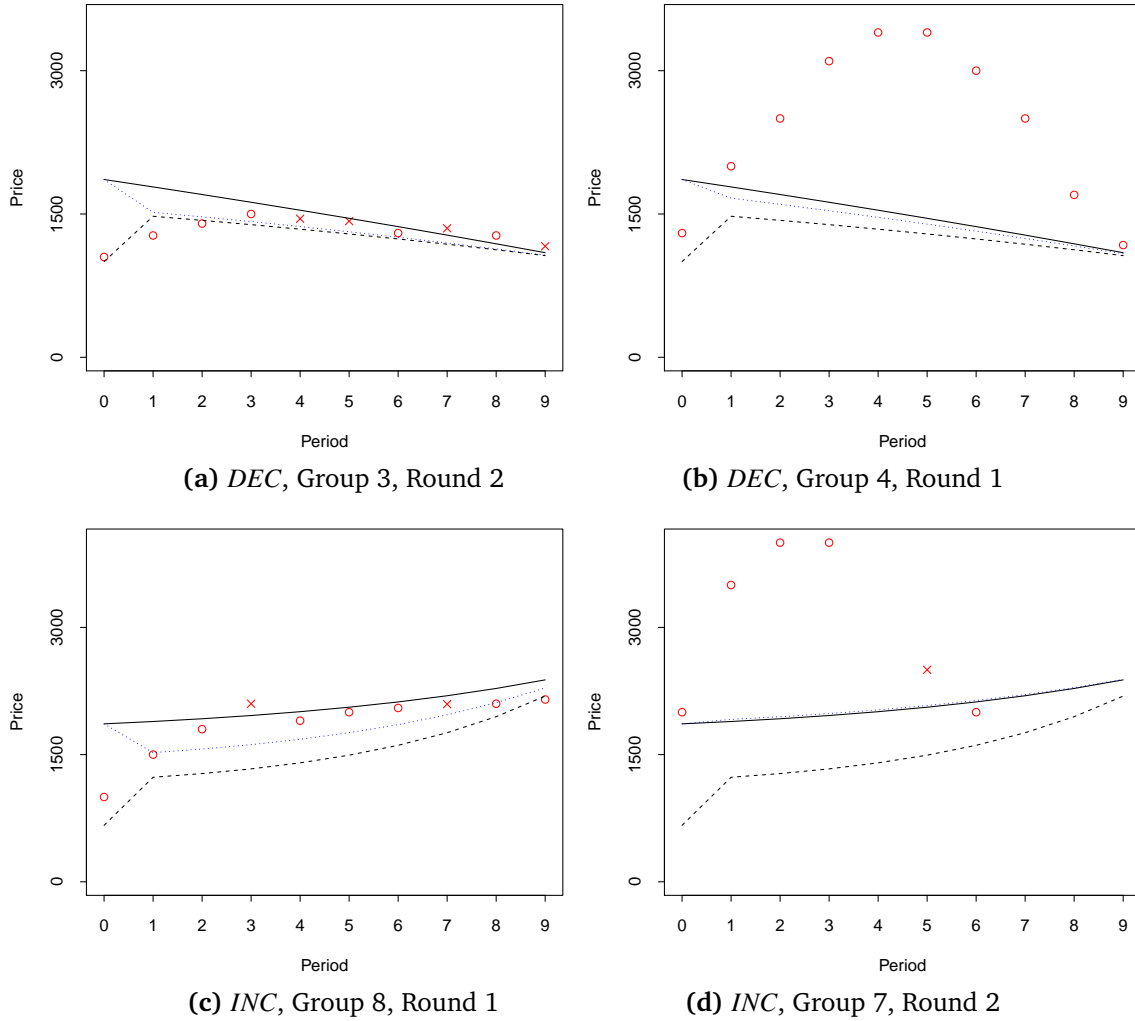 Price
3000
1500
0
0 1 2 3 4 5 6 7 8 9
Period
(a) DEC, Group 3, Round 2
Price
3000
1500
0
0 1 2 3 4 5 6 7 8 9
Period
(b) DEC, Group 4, Round 1
Price
3000
1500
0
0 1 2 3 4 5 6 7 8 9
Period
(c) INC, Group 8, Round 1
Price
3000
1500
0
0 1 2 3 4 5 6 7 8 9
Period
(d) INC, Group 7, Round 2